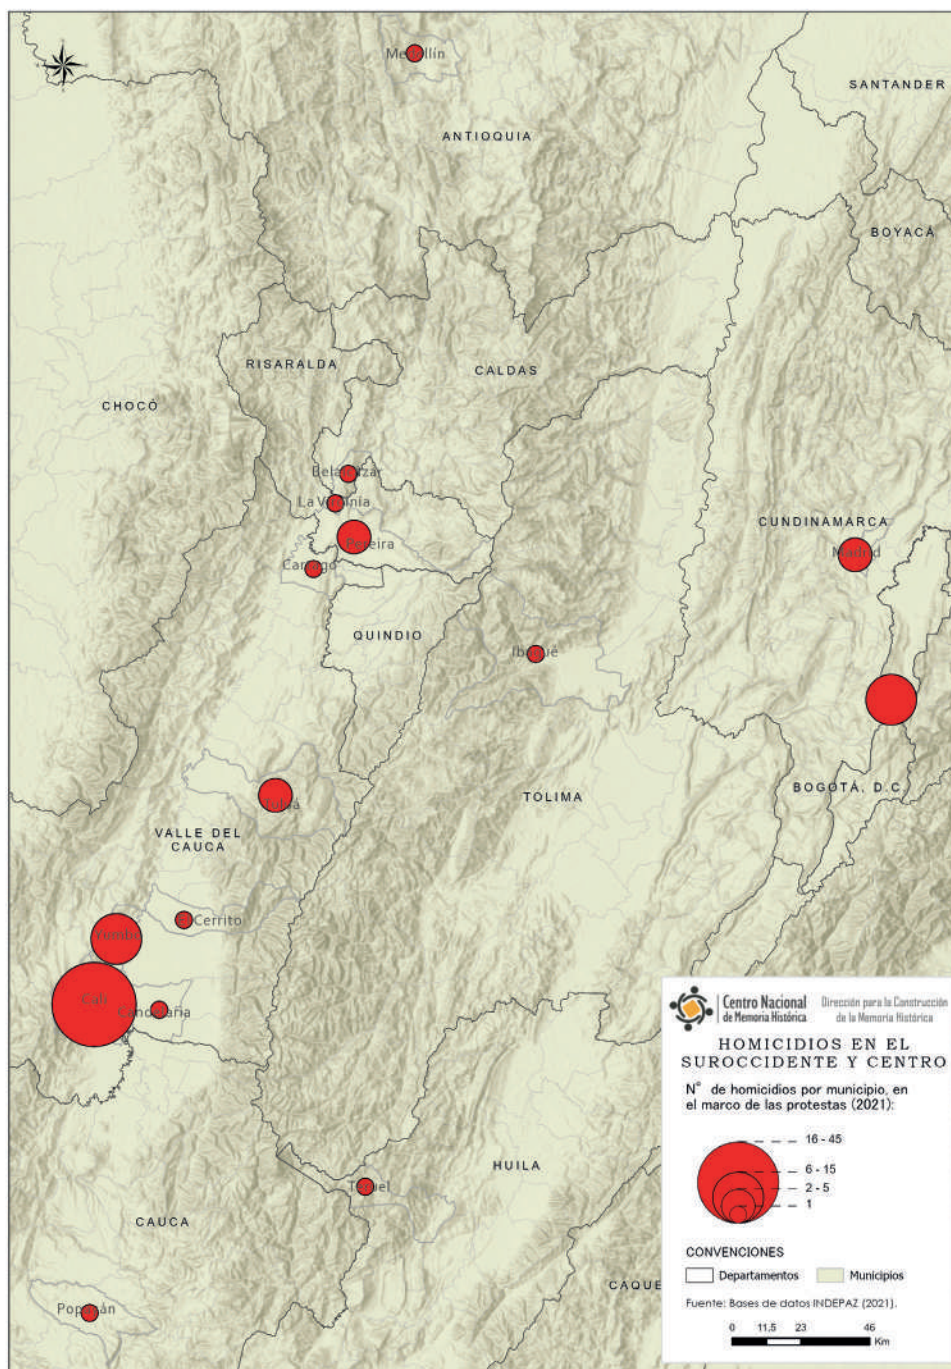 Medellín
SANTANDER
ANTIOQUIA
BOYACÁ
RISARALDA
CALDAS
CHOCÓ
Belálcázar
La Virginia
CUNDINAMARCA
Pereira
Madrid
Cartago
QUINDIO
Ibagué
TOLIMA
BOGOTÁ, D.C.
Tuluá
VALLE DEL
CAUCA
Cerrito
Yumbo
Cali
Candelaria
HUILA
Teruel
CAUCA
CAQUE
Popayán
Centro Nacional
de Memoria Histórica
Dirección para la Construcción
de la Memoria Histórica
HOMICIDIOS EN EL
SUROCCIDENTE Y CENTRO
N° de homicidios por municipio, en
el marco de las protestas (2021):
16 - 45
6 - 15
2 - 5
1
CONVENCIONES
Departamentos
Municipios
Fuente: Bases de datos INDEPAZ (2021).
0 11,5 23 46
Km